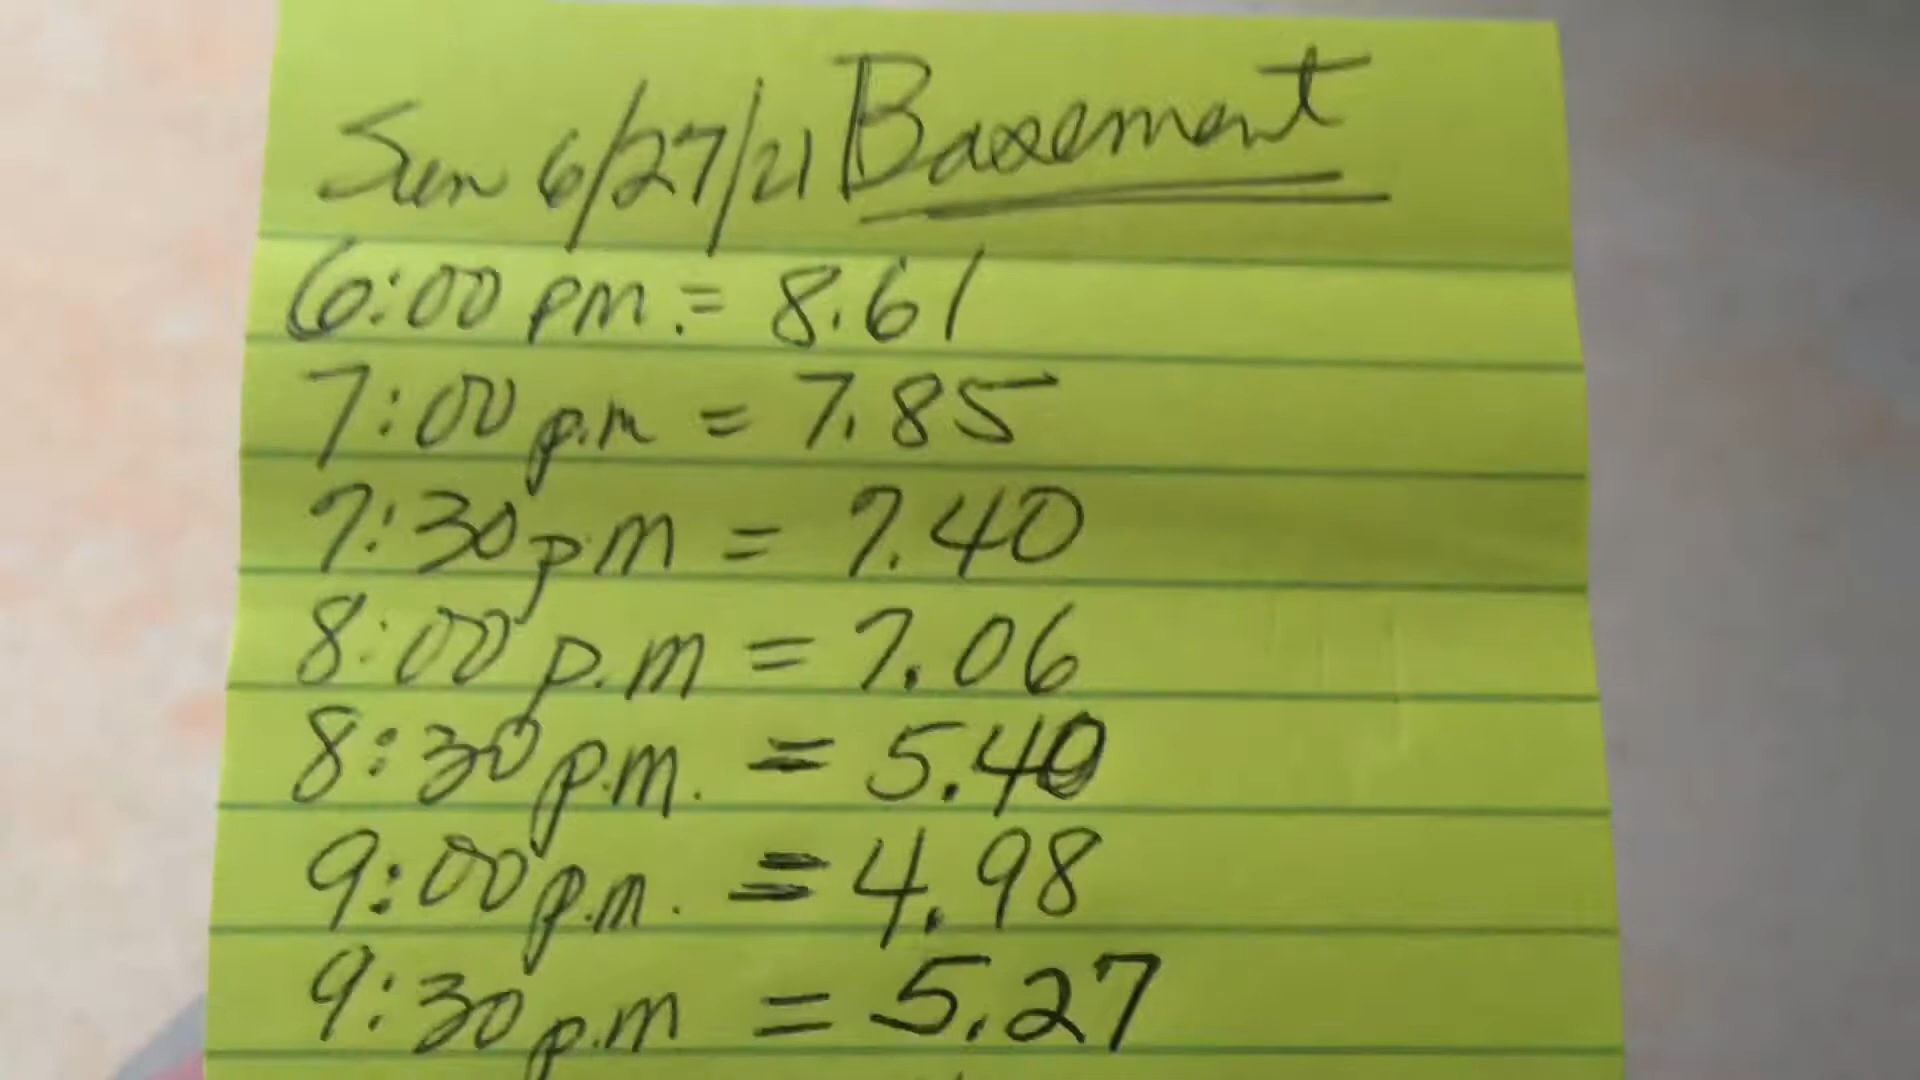 Sun 6/27/21 Basement
6:00 pm. = 8.61
7:00 p.m = 7.85
7:30 p.m = 7.40
8:00 p.m = 7.06
8:30 p.m. = 5.40
9:00 p.m. = 4.98
9:30 p.m = 5.27